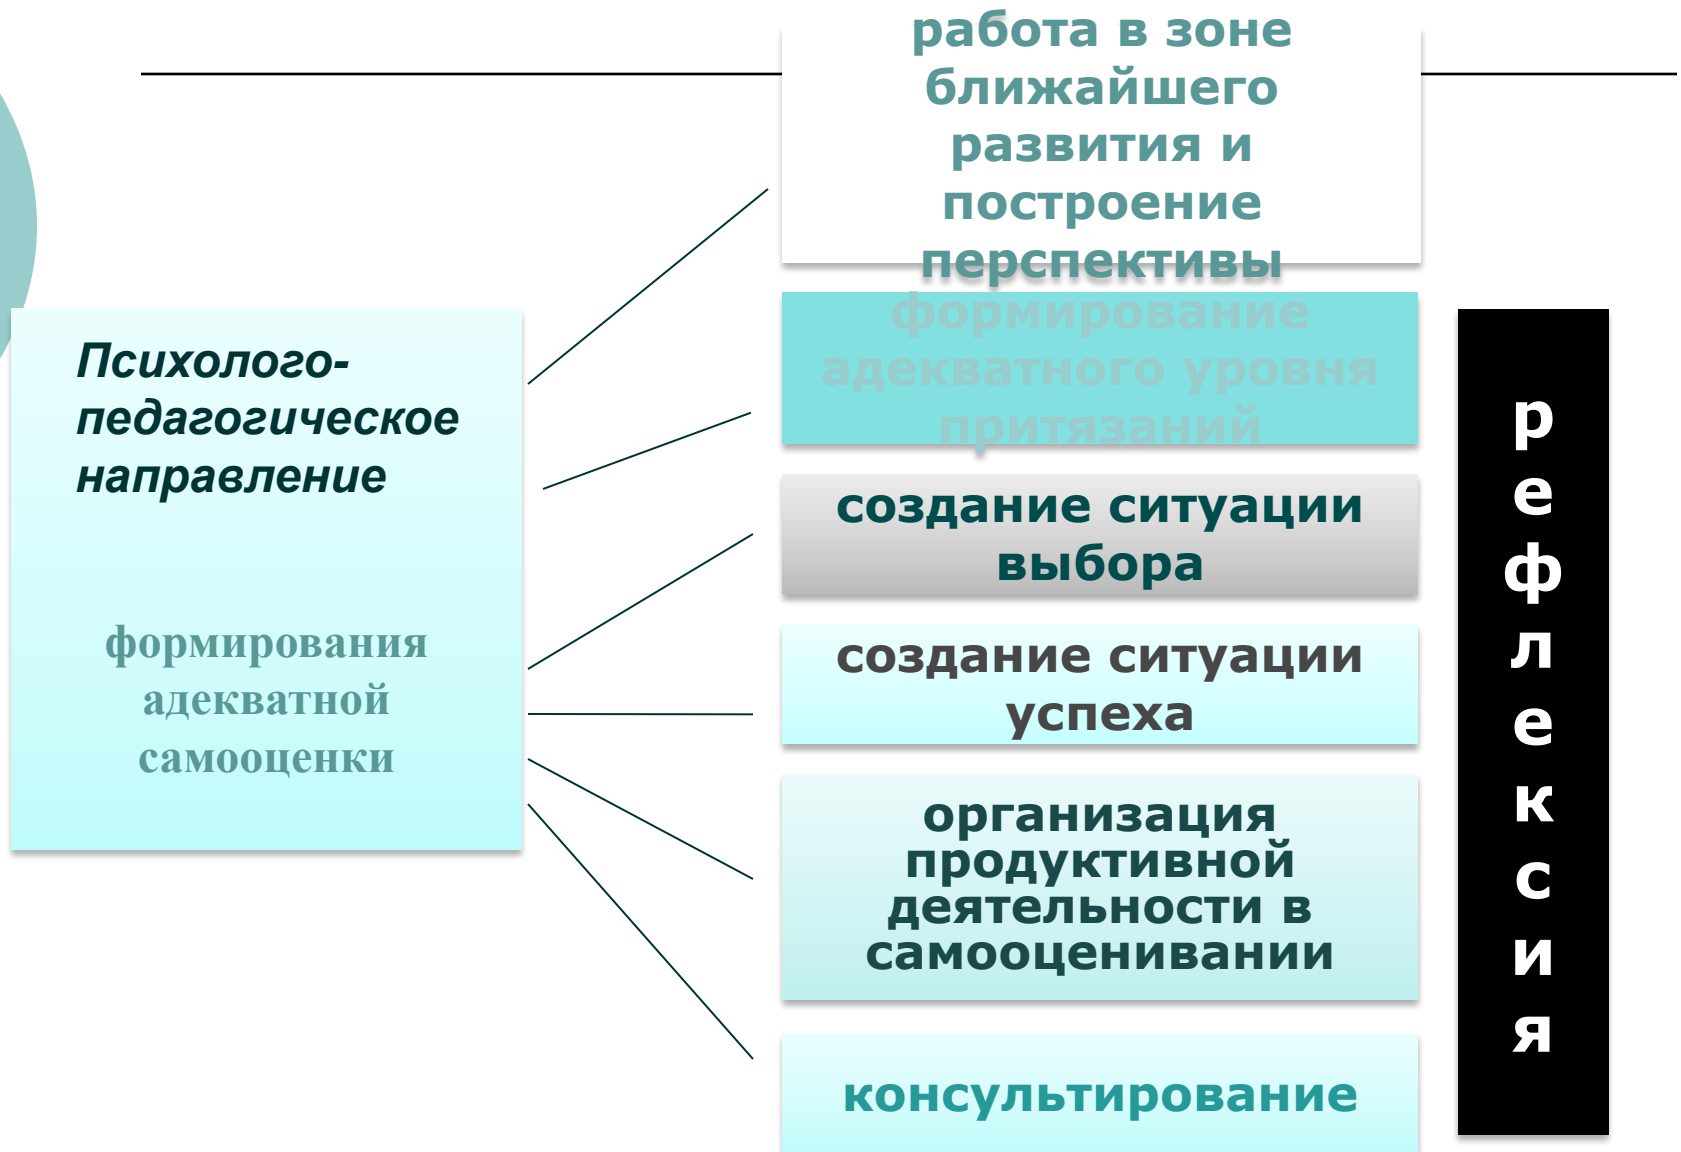 Психолого-
педагогическое
направление
формирования
адекватной
самооценки
работа в зоне
ближайшего
развития и
построение
перспективы
формирование
адекватного уровня
притязаний
создание ситуации
выбора
создание ситуации
успеха
организация
продуктивной
деятельности в
самооценивании
консультирование
р
е
ф
л
е
к
с
и
я